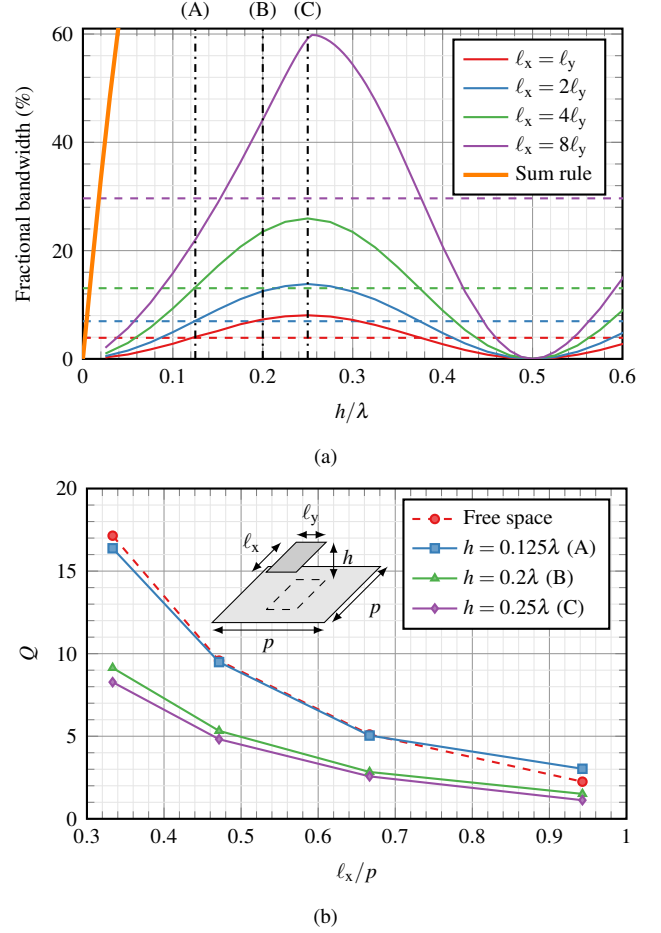 (A) (B) (C)
60
40
20
0
Fractional bandwidth (%)
ℓx = ℓy
ℓx = 2ℓy
ℓx = 4ℓy
ℓx = 8ℓy
Sum rule
0 0.1 0.2 0.3 0.4 0.5 0.6
h/λ
(a)
20
15
10
5
0
Q
Free space
h = 0.125λ (A)
h = 0.2λ (B)
h = 0.25λ (C)
ℓy
ℓx
h
p
p
0.3 0.4 0.5 0.6 0.7 0.8 0.9 1
ℓx/p
(b)